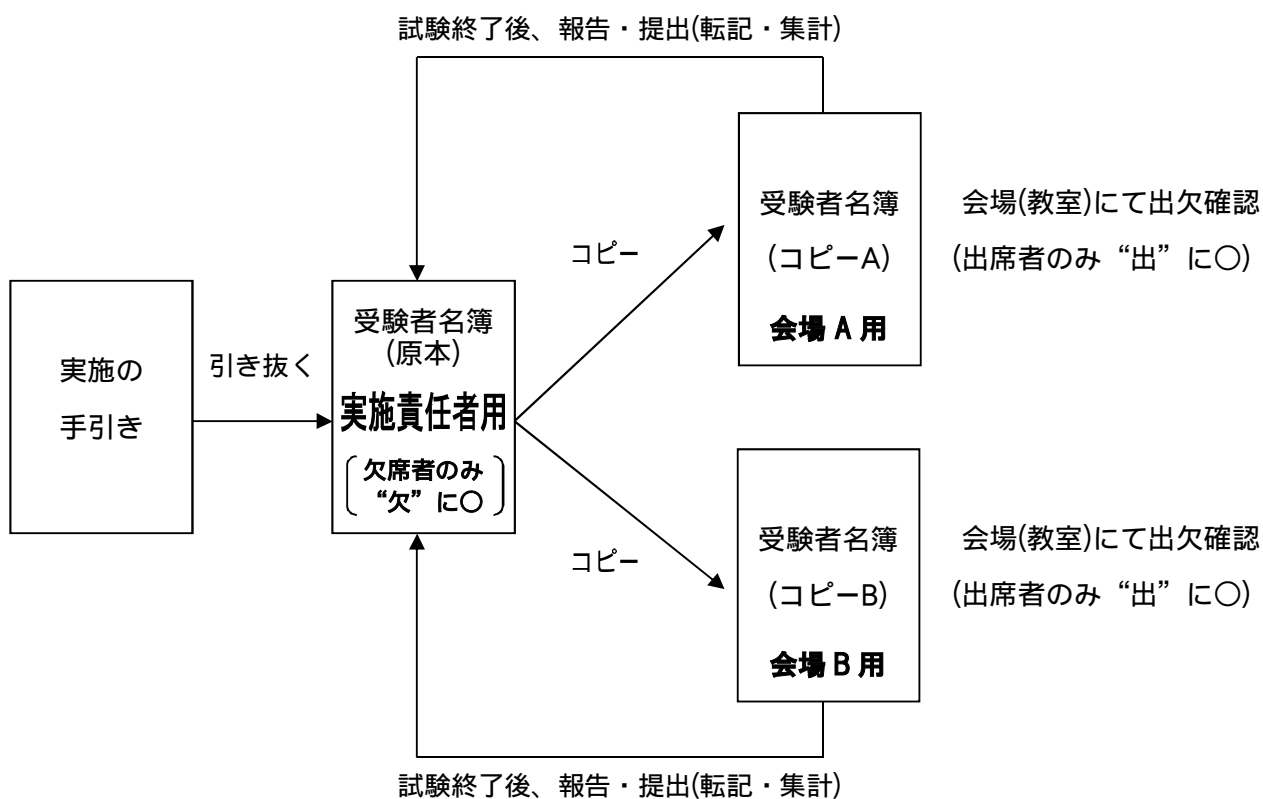 試験終了後、報告・提出(転記・集計)
受験者名簿
(コピーA)
会場 A 用
会場(教室)にて出欠確認
(出席者のみ “出” に○)
コピー
実施の
手引き
引き抜く
受験者名簿
(原本)
実施責任者用
欠席者のみ
“欠” に○
コピー
受験者名簿
(コピーB)
会場 B 用
会場(教室)にて出欠確認
(出席者のみ “出” に○)
試験終了後、報告・提出(転記・集計)